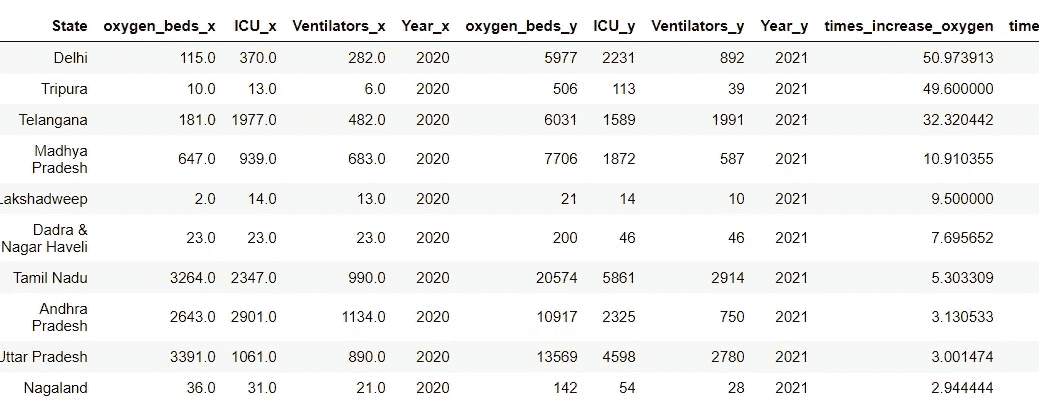 State oxygen_beds_x ICU_x Ventilators_x Year_x oxygen_beds_y ICU_y Ventilators_y Year_y times_increase_oxygen time
Delhi 115.0 370.0 282.0 2020 5977 2231 892 2021 50.973913
Tripura 10.0 13.0 6.0 2020 506 113 39 2021 49.600000
Telangana 181.0 1977.0 482.0 2020 6031 1589 1991 2021 32.320442
Madhya
Pradesh 647.0 939.0 683.0 2020 7706 1872 587 2021 10.910355
Lakshadweep 2.0 14.0 13.0 2020 21 14 10 2021 9.500000
Dadra &
Nagar Haveli 23.0 23.0 23.0 2020 200 46 46 2021 7.695652
Tamil Nadu 3264.0 2347.0 990.0 2020 20574 5861 2914 2021 5.303309
Andhra
Pradesh 2643.0 2901.0 1134.0 2020 10917 2325 750 2021 3.130533
Uttar Pradesh 3391.0 1061.0 890.0 2020 13569 4598 2780 2021 3.001474
Nagaland 36.0 31.0 21.0 2020 142 54 28 2021 2.944444